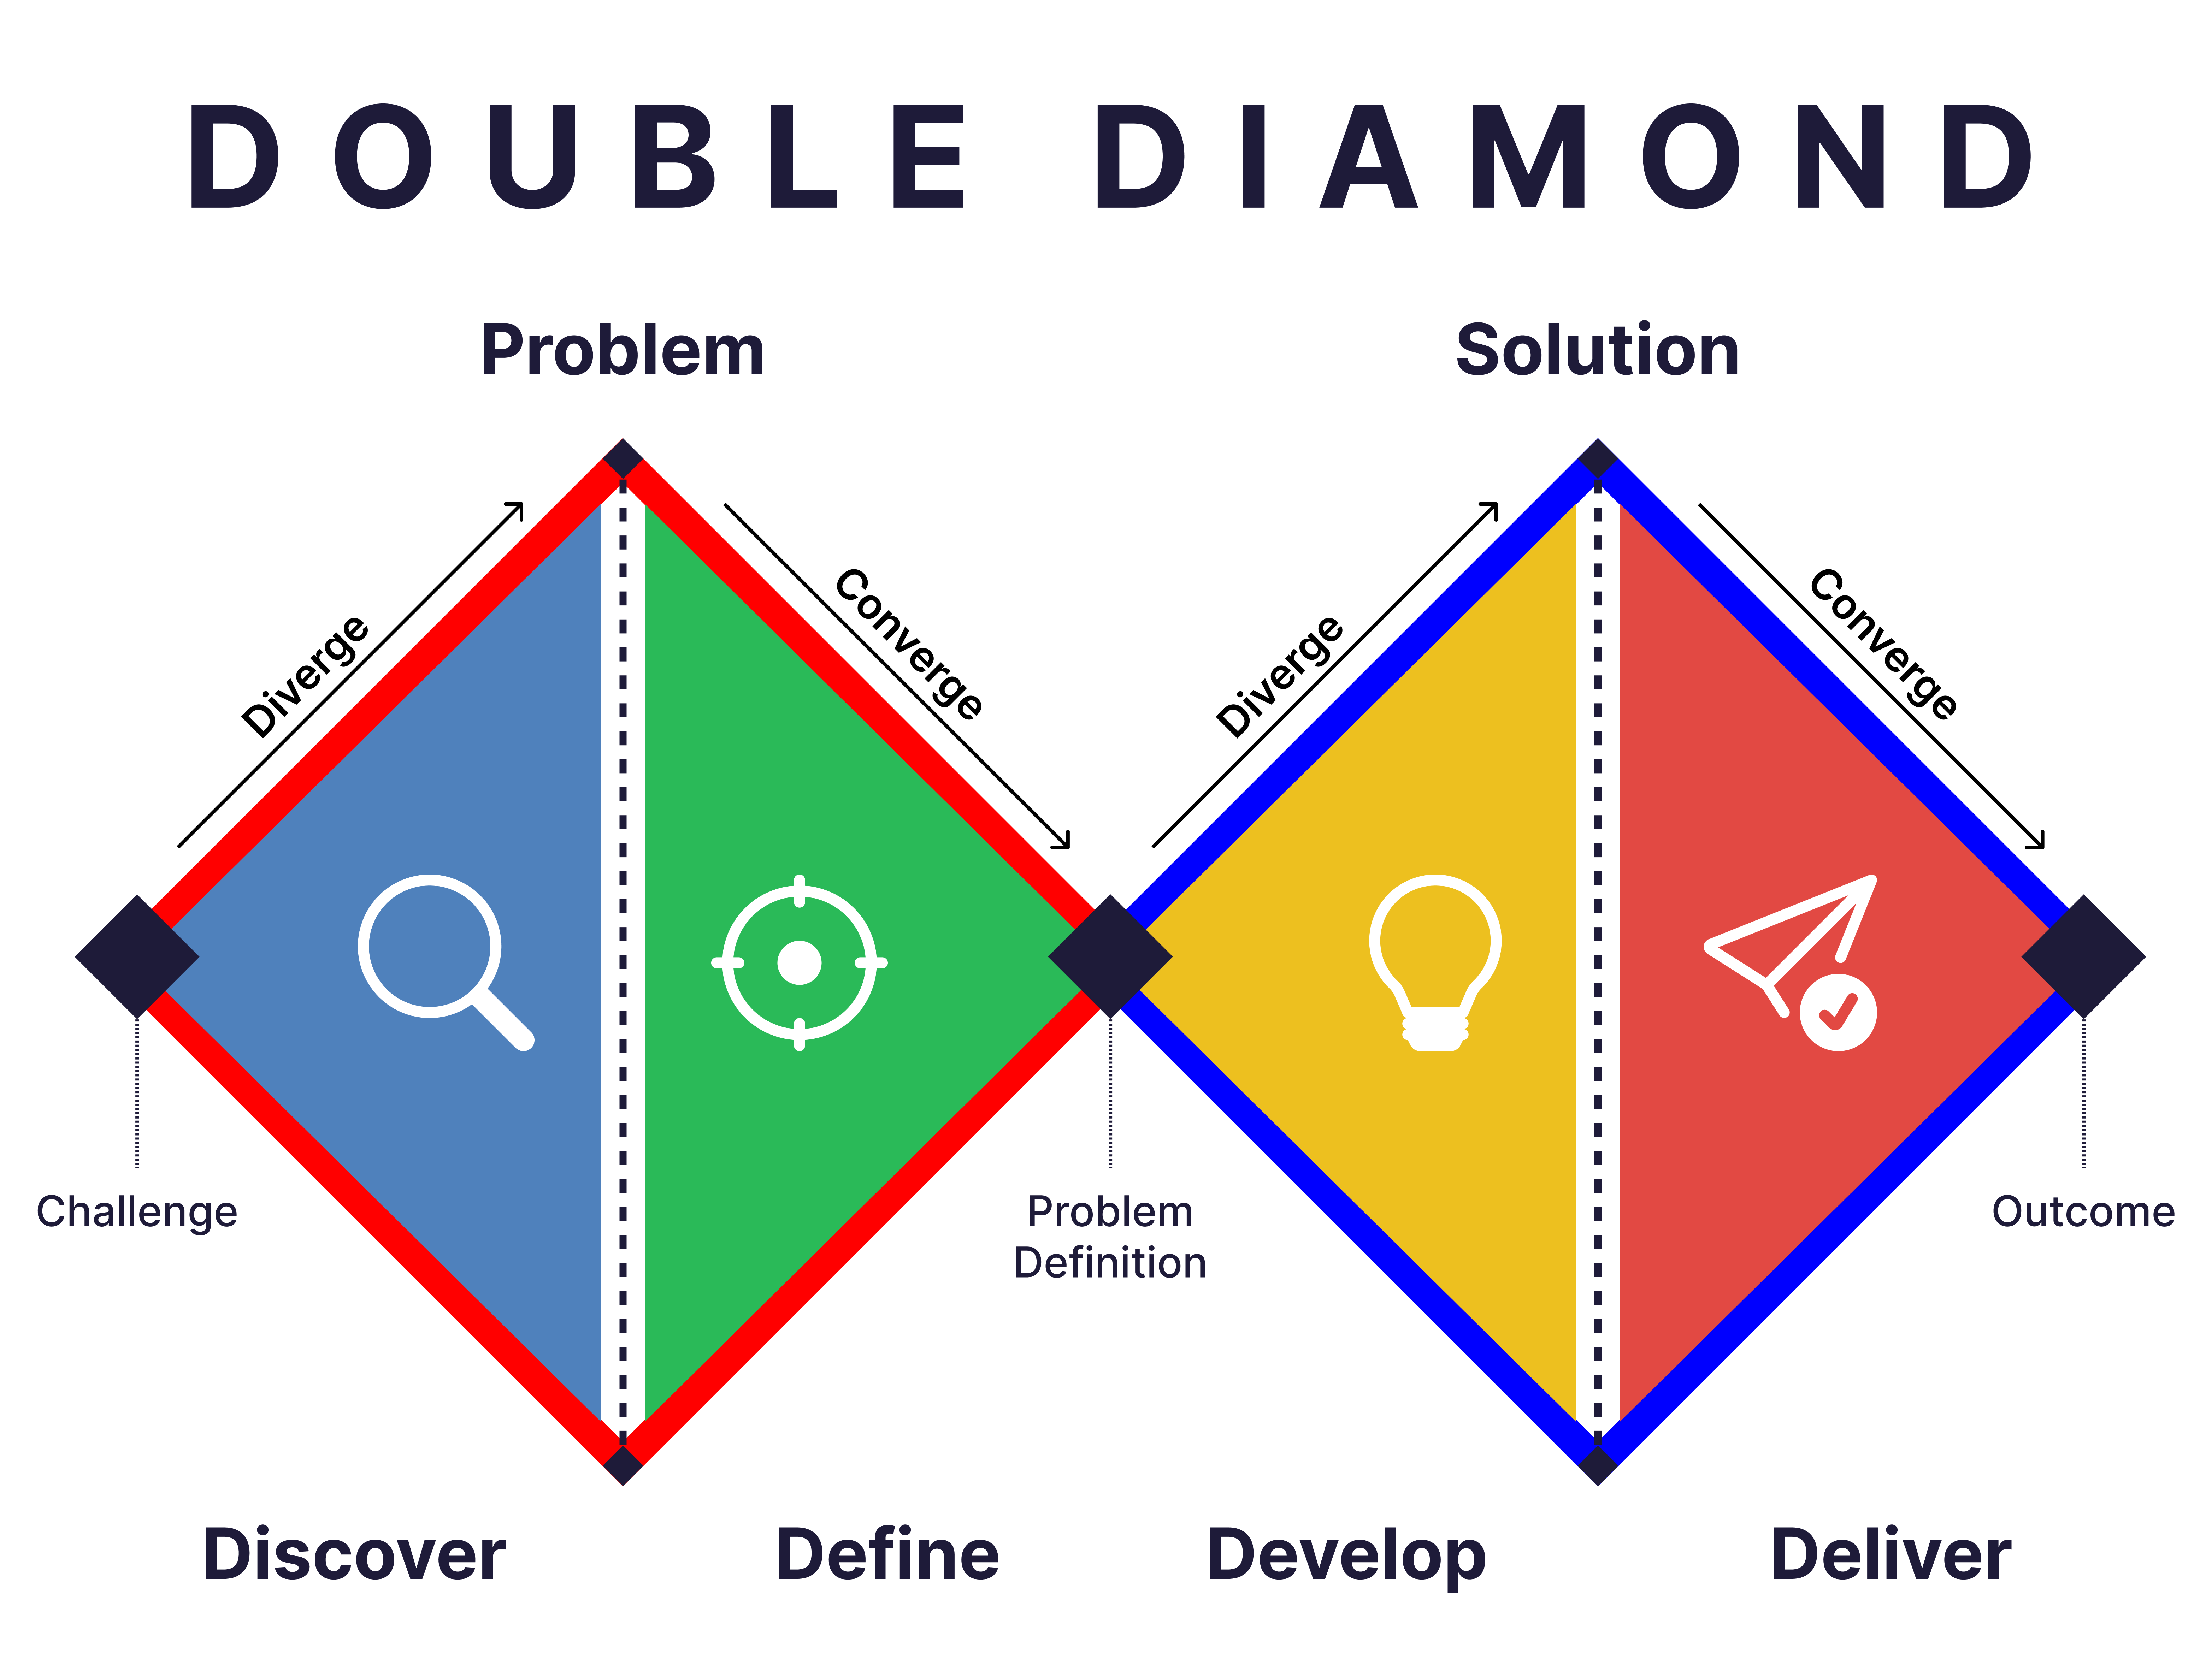 DOUBLE DIAMOND
Problem
Solution
Diverge
Converge
Diverge
Converge
Challenge
Problem
Definition
Outcome
Discover
Define
Develop
Deliver